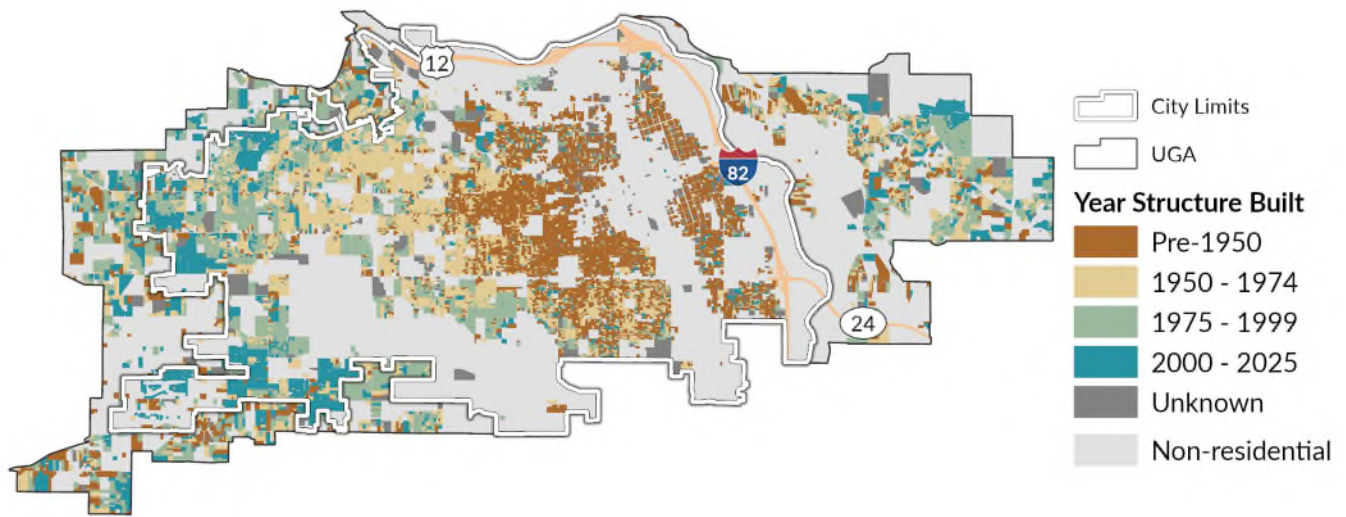 12
82
24
City Limits
UGA
Year Structure Built
Pre-1950
1950 - 1974
1975 - 1999
2000 - 2025
Unknown
Non-residential